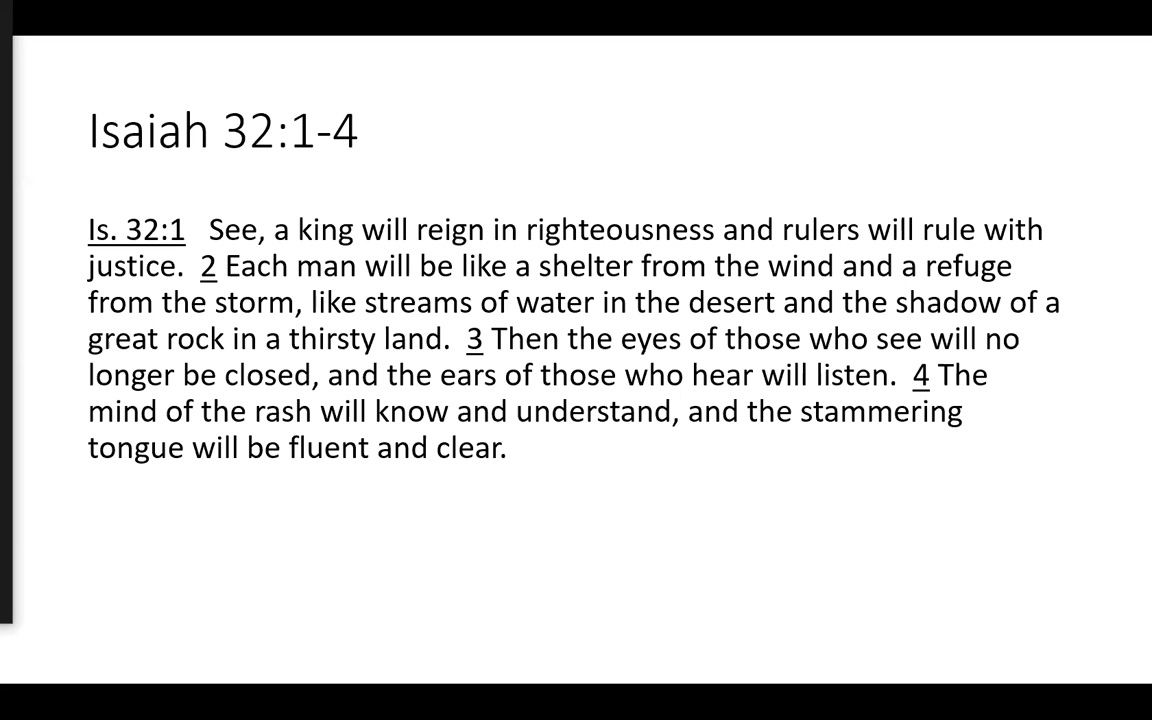 Isaiah 32:1-4
Is. 32:1 See, a king will reign in righteousness and rulers will rule with
justice. 2 Each man will be like a shelter from the wind and a refuge
from the storm, like streams of water in the desert and the shadow of a
great rock in a thirsty land. 3 Then the eyes of those who see will no
longer be closed, and the ears of those who hear will listen. 4 The
mind of the rash will know and understand, and the stammering
tongue will be fluent and clear.